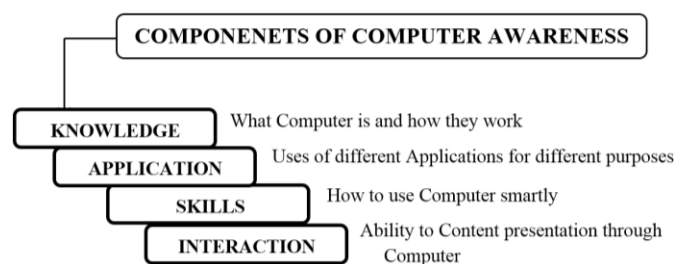 COMPONENETS OF COMPUTER AWARENESS
KNOWLEDGE What Computer is and how they work
APPLICATION Uses of different Applications for different purposes
SKILLS How to use Computer smartly
INTERACTION Ability to Content presentation through
Computer